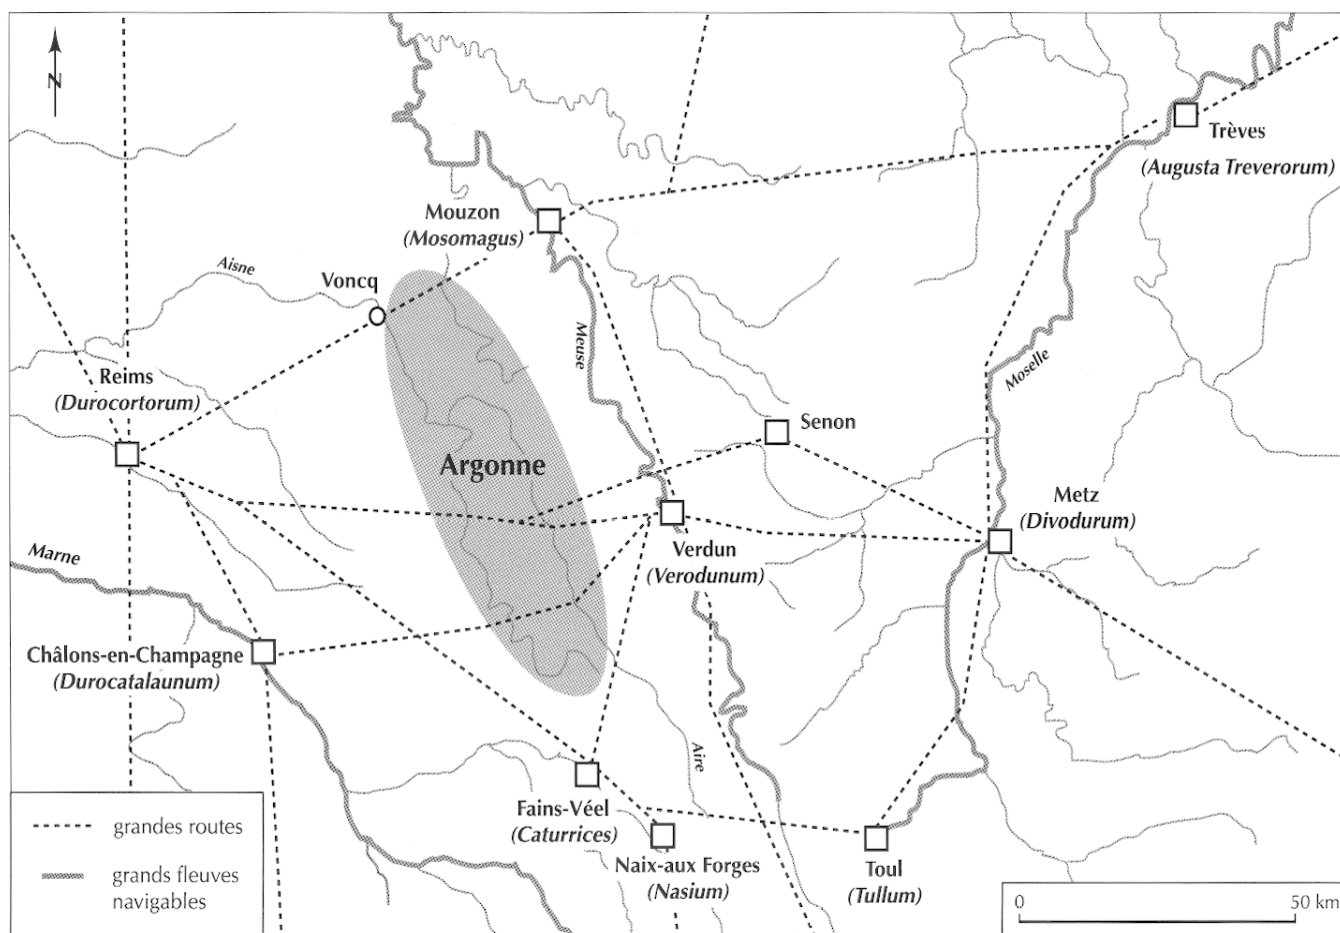 N
Trèves
(Augusta Treverorum)
Mouzon
(Mosomagus)
Aisne
Voncq
Meuse
Moselle
Reims
(Durocortorum)
Senon
Argonne
Metz
(Divodurum)
Verdun
(Verodunum)
Marne
Châlons-en-Champagne
(Durocatalaunum)
Aire
Fains-Véel
(Caturrices)
Naix-aux Forges
(Nasium)
Toul
(Tullum)
grandes routes
grands fleuves
navigables
0 50 km